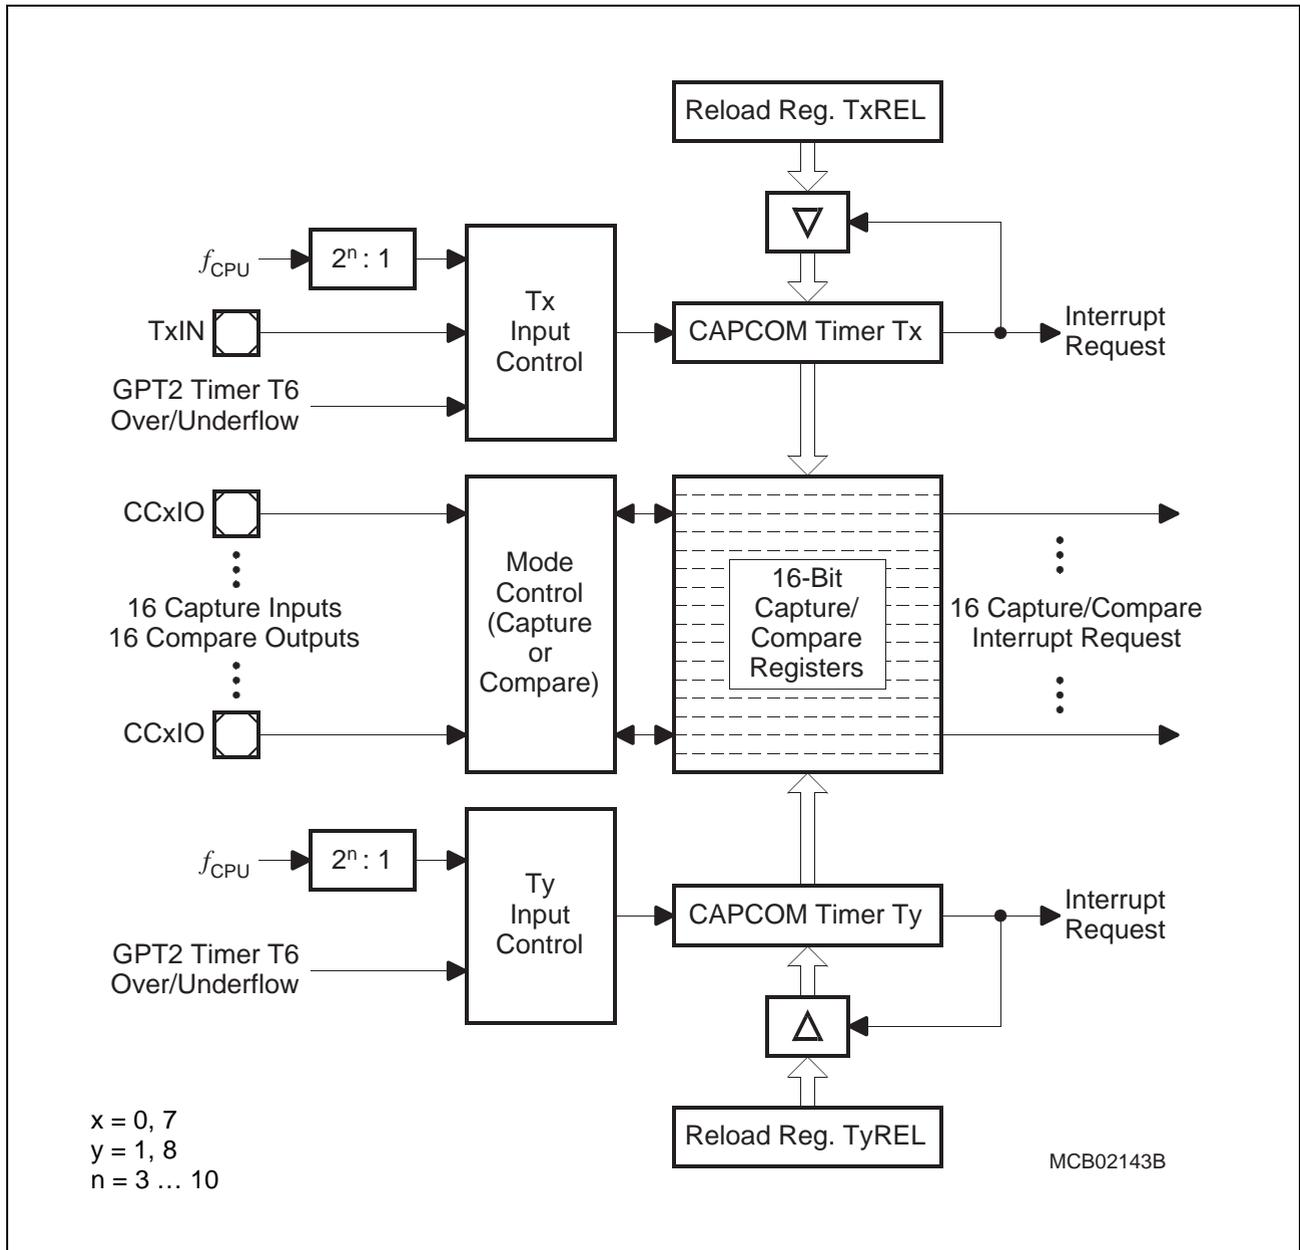 Reload Reg. TxREL
fCPU
2ⁿ : 1
TxIN
GPT2 Timer T6
Over/Underflow
Tx
Input
Control
CAPCOM Timer Tx
Interrupt
Request
CCxIO
16 Capture Inputs
16 Compare Outputs
CCxIO
Mode
Control
(Capture
or
Compare)
16-Bit
Capture/
Compare
Registers
16 Capture/Compare
Interrupt Request
fCPU
2ⁿ : 1
GPT2 Timer T6
Over/Underflow
Ty
Input
Control
CAPCOM Timer Ty
Interrupt
Request
Reload Reg. TyREL
x = 0, 7
y = 1, 8
n = 3 … 10
MCB02143B